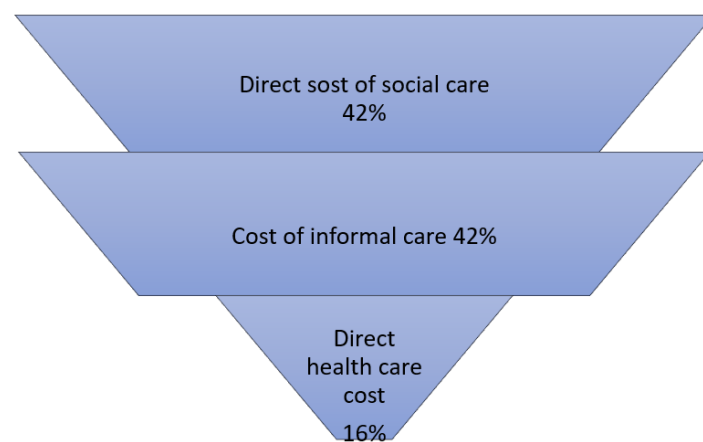 Direct sost of social care
42%
Cost of informal care 42%
Direct
health care
cost
16%